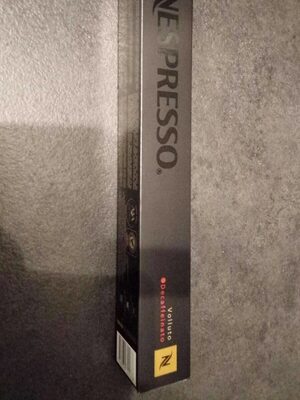 NESPRESSO®
Volluto
Decaffeinato
N